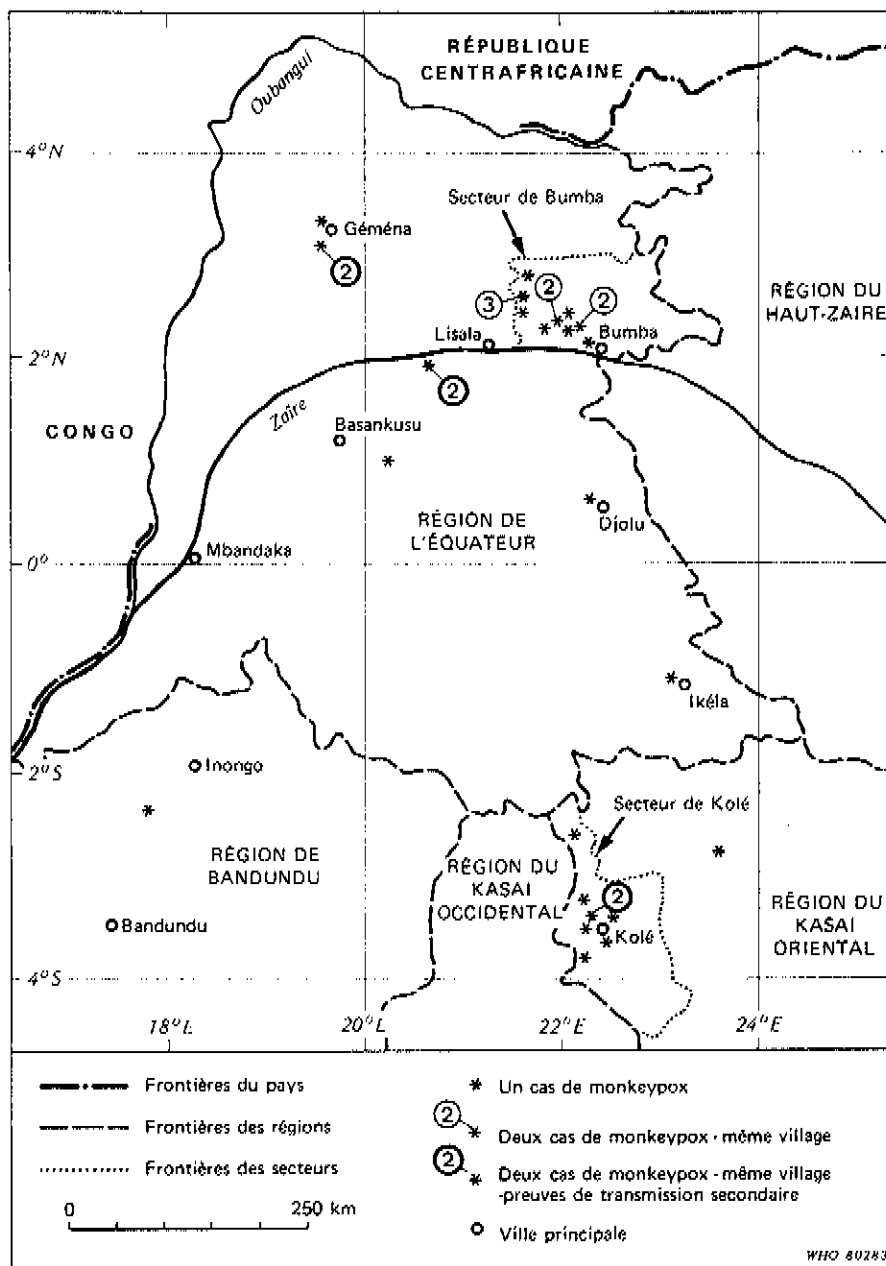 RÉPUBLIQUE
CENTRAFRICAINE
Oubangui
4°N
Secteur de Bumba
Géména
2
3
2
2
RÉGION DU
HAUT-ZAIRE
Lisala
Bumba
2°N
2
Zaïre
CONGO
Basankusu
RÉGION DE
L'ÉQUATEUR
Djolu
Mbandaka
0°
Ikéla
Inongo
2°S
Secteur de Kolé
RÉGION DE
BANDUNDU
RÉGION DU
KASAI
OCCIDENTAL
2
RÉGION DU
KASAI
ORIENTAL
Bandundu
Kolé
4°S
18°L
20°L
22°E
24°E
Frontières du pays
Frontières des régions
Frontières des secteurs
0 250 km
* Un cas de monkeypox
2 * Deux cas de monkeypox - même village
2 * Deux cas de monkeypox - même village
-preuves de transmission secondaire
Ville principale
WHO 80283